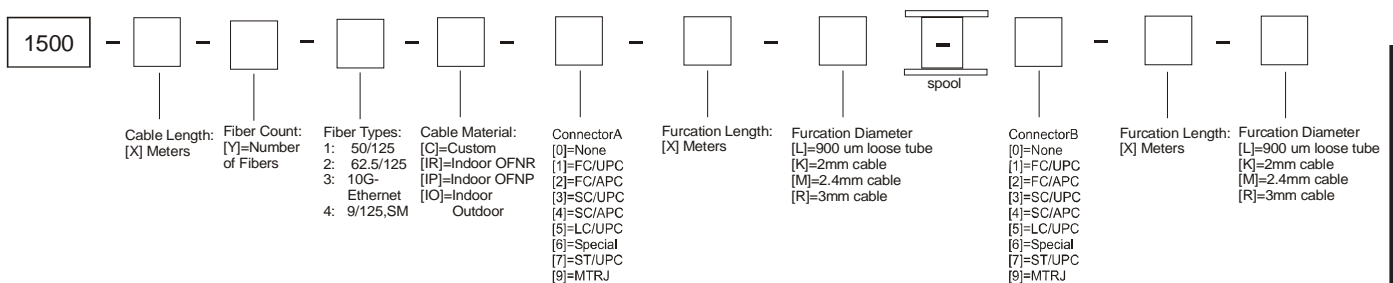 1500 - - - - - - - - - -
spool
Cable Length:
[X] Meters
Fiber Count:
[Y]=Number
of Fibers
Fiber Types:
1: 50/125
2: 62.5/125
3: 10G-
Ethernet
4: 9/125,SM
Cable Material:
[C]=Custom
[IR]=Indoor OFNR
[IP]=Indoor OFNP
[IO]=Indoor
Outdoor
ConnectorA
[0]=None
[1]=FC/UPC
[2]=FC/APC
[3]=SC/UPC
[4]=SC/APC
[5]=LC/UPC
[6]=Special
[7]=ST/UPC
[9]=MTRJ
Furcation Length:
[X] Meters
Furcation Diameter
[L]=900 um loose tube
[K]=2mm cable
[M]=2.4mm cable
[R]=3mm cable
ConnectorB
[0]=None
[1]=FC/UPC
[2]=FC/APC
[3]=SC/UPC
[4]=SC/APC
[5]=LC/UPC
[6]=Special
[7]=ST/UPC
[9]=MTRJ
Furcation Length:
[X] Meters
Furcation Diameter
[L]=900 um loose tube
[K]=2mm cable
[M]=2.4mm cable
[R]=3mm cable